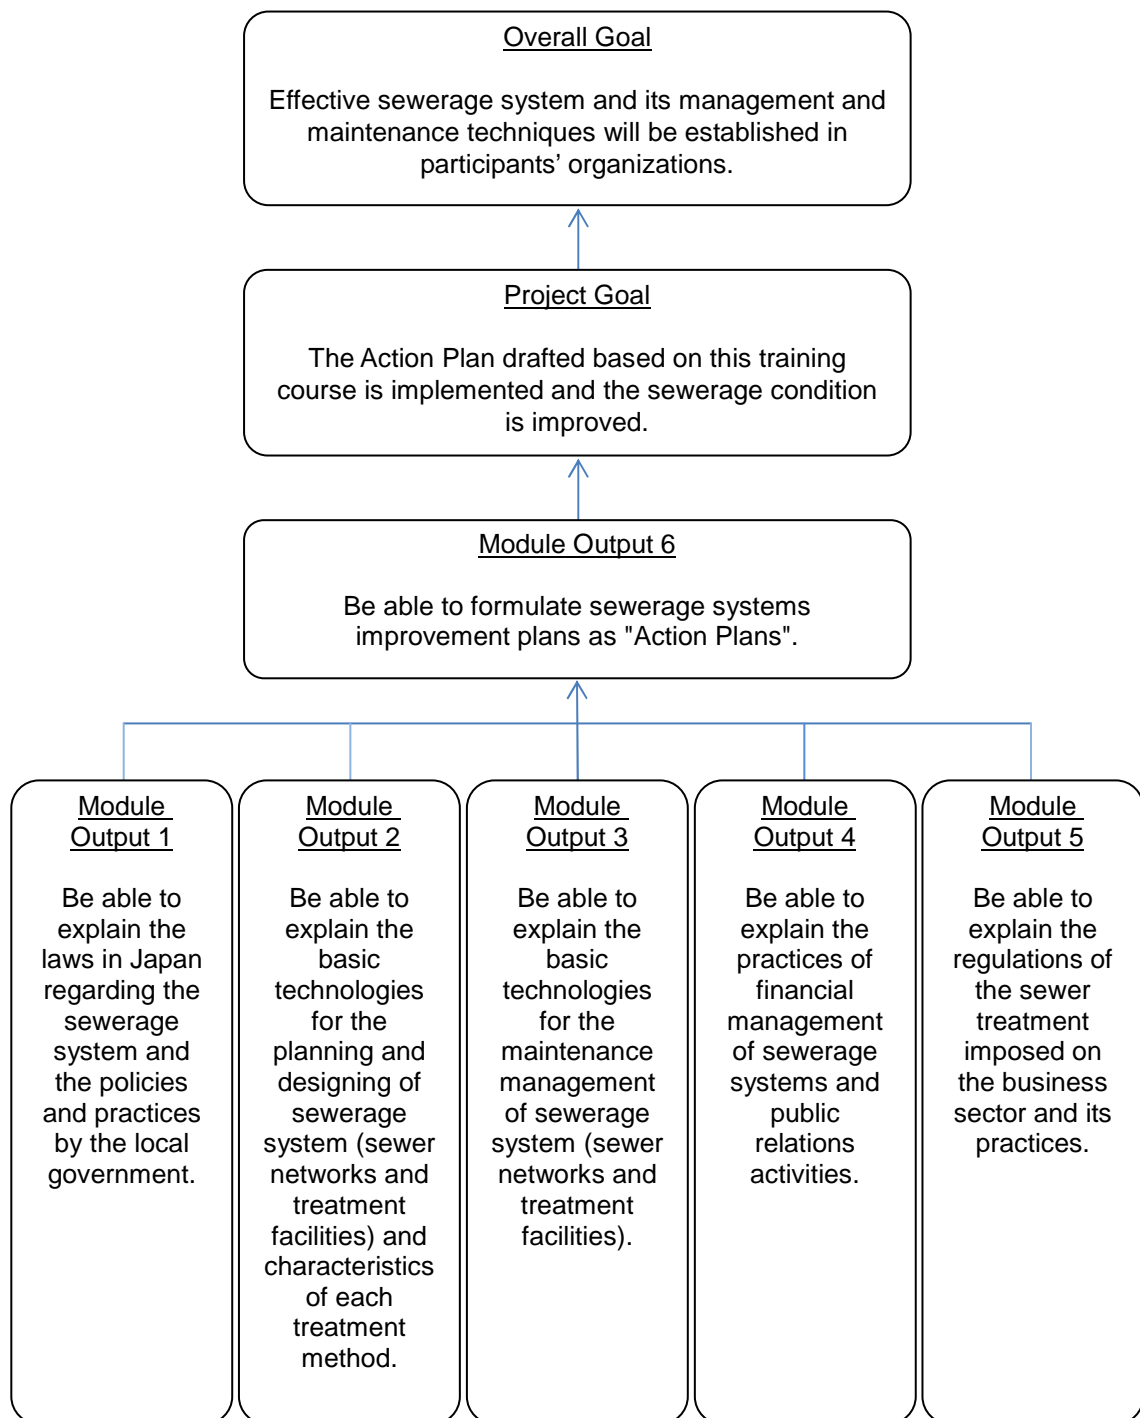 Overall Goal
Effective sewerage system and its management and
maintenance techniques will be established in
participants’ organizations.
Project Goal
The Action Plan drafted based on this training
course is implemented and the sewerage condition
is improved.
Module Output 6
Be able to formulate sewerage systems
improvement plans as "Action Plans".
Module
Output 1
Be able to
explain the
laws in Japan
regarding the
sewerage
system and
the policies
and practices
by the local
government.
Module
Output 2
Be able to
explain the
basic
technologies
for the
planning and
designing of
sewerage
system (sewer
networks and
treatment
facilities) and
characteristics
of each
treatment
method.
Module
Output 3
Be able to
explain the
basic
technologies
for the
maintenance
management
of sewerage
system (sewer
networks and
treatment
facilities).
Module
Output 4
Be able to
explain the
practices of
financial
management
of sewerage
systems and
public
relations
activities.
Module
Output 5
Be able to
explain the
regulations of
the sewer
treatment
imposed on
the business
sector and its
practices.